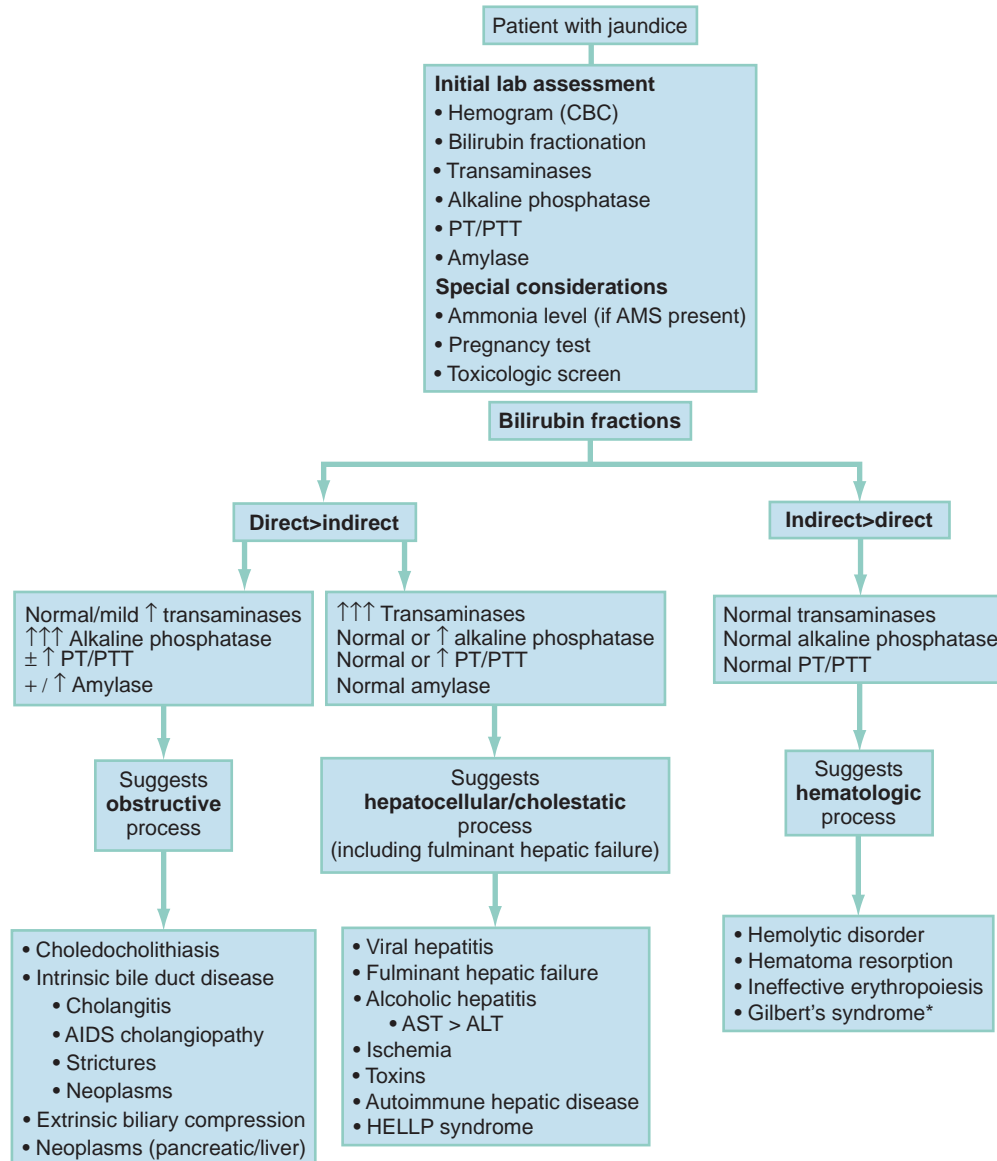 Patient with jaundice
Initial lab assessment
• Hemogram (CBC)
• Bilirubin fractionation
• Transaminases
• Alkaline phosphatase
• PT/PTT
• Amylase
Special considerations
• Ammonia level (if AMS present)
• Pregnancy test
• Toxicologic screen
Bilirubin fractions
Direct>indirect
Indirect>direct
Normal/mild ↑ transaminases
↑↑↑ Alkaline phosphatase
± ↑ PT/PTT
+ / ↑ Amylase
↑↑↑ Transaminases
Normal or ↑ alkaline phosphatase
Normal or ↑ PT/PTT
Normal amylase
Normal transaminases
Normal alkaline phosphatase
Normal PT/PTT
Suggests
obstructive
process
Suggests
hepatocellular/cholestatic
process
(including fulminant hepatic failure)
Suggests
hematologic
process
• Choledocholithiasis
• Intrinsic bile duct disease
• Cholangitis
• AIDS cholangiopathy
• Strictures
• Neoplasms
• Extrinsic biliary compression
• Neoplasms (pancreatic/liver)
• Viral hepatitis
• Fulminant hepatic failure
• Alcoholic hepatitis
• AST > ALT
• Ischemia
• Toxins
• Autoimmune hepatic disease
• HELLP syndrome
• Hemolytic disorder
• Hematoma resorption
• Ineffective erythropoiesis
• Gilbert's syndrome*